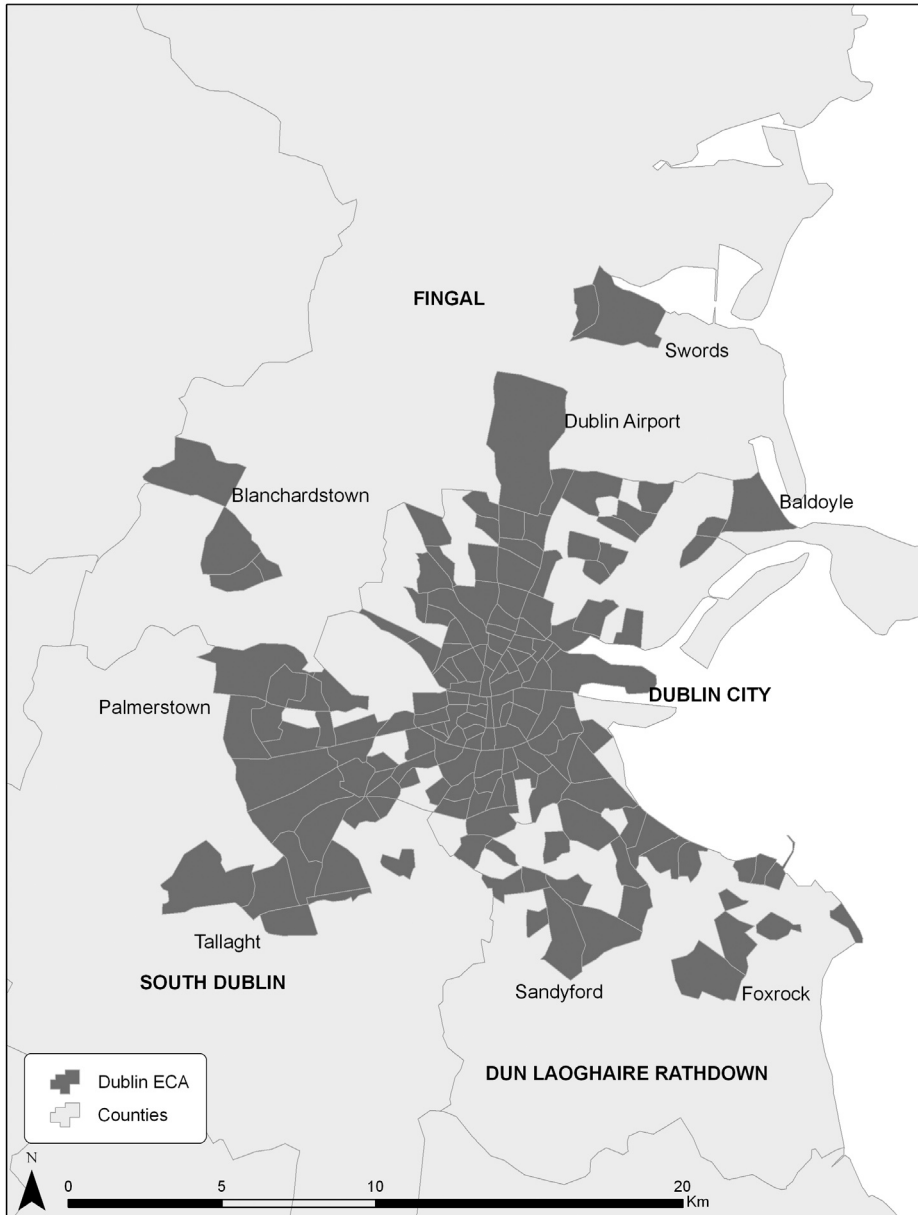 FINGAL
Swords
Dublin Airport
Blanchardstown
Baldoyle
DUBLIN CITY
Palmerstown
Tallaght
SOUTH DUBLIN
Sandyford
Foxrock
DUN LAOGHAIRE RATHDOWN
Dublin ECA
Counties
N
0 5 10 20
Km